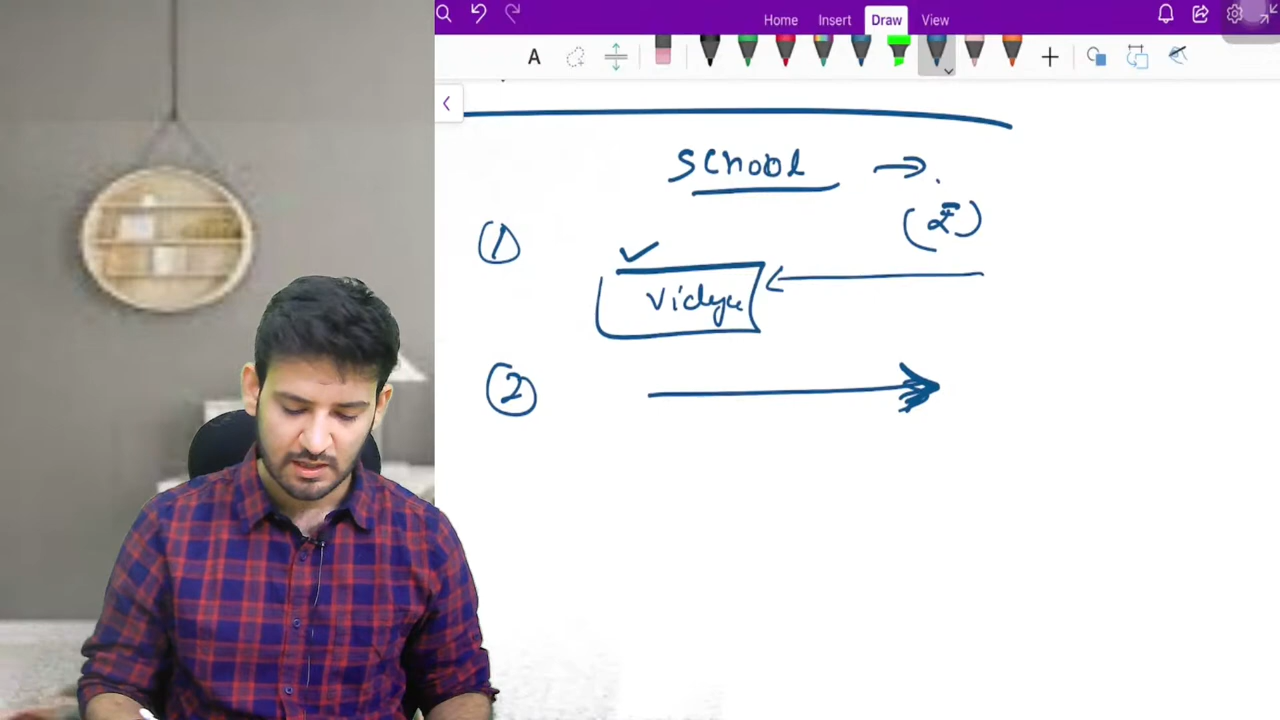 Home Insert Draw View
A
School →
①
Vidya
②